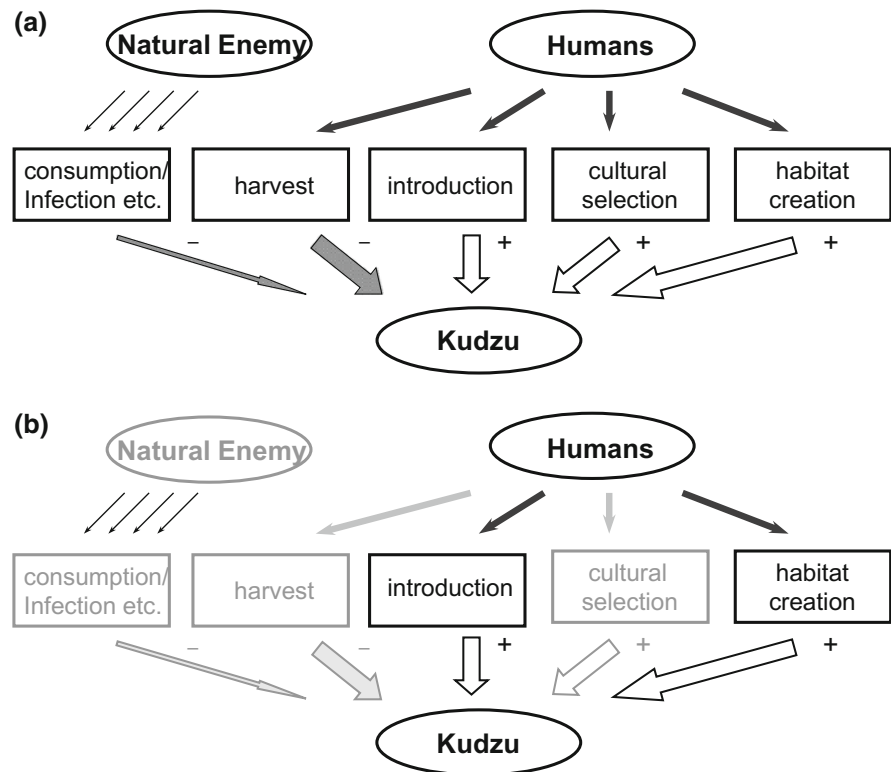 (a)
Natural Enemy
Humans
consumption/
Infection etc.
harvest
introduction
cultural
selection
habitat
creation
–
–
+
+
+
Kudzu
(b)
Natural Enemy
Humans
consumption/
Infection etc.
harvest
introduction
cultural
selection
habitat
creation
–
–
+
+
+
Kudzu